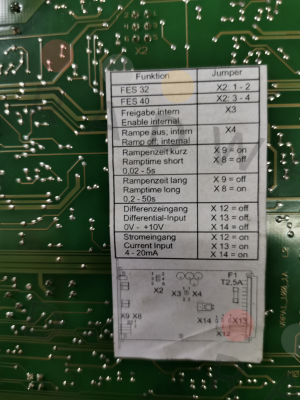 X2
Funktion Jumper
FES 32 X2: 1 - 2
FES 40 X2: 3 - 4
Freigabe intern X3
Enable internal
Rampe aus, intern X4
Ramp off, internal
Rampenzeit kurz X 9 = on
Ramptime short X 8 = off
0,02 - 5s
Rampenzeit lang X 9 = off
Ramptime long X 8 = on
0,2 - 50s
Differenzeingang X 12 = off
Differential-Input X 13 = off
0V - +10V X 14 = off
Stromeingang X 12 = on
Current Input X 13 = on
4 - 20mA X 14 = on
F1
T2,5A
X2 X3 X4
X9 X8 X14 X13
X12